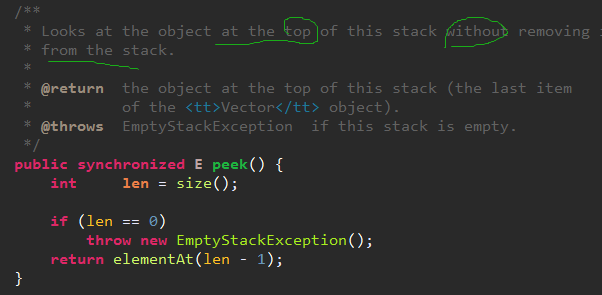 /**
* Looks at the object at the top of this stack without removing
* from the stack.
*
* @return the object at the top of this stack (the last item
* of the <tt>Vector</tt> object).
* @throws EmptyStackException if this stack is empty.
*/
public synchronized E peek() {
int len = size();
if (len == 0)
throw new EmptyStackException();
return elementAt(len - 1);
}